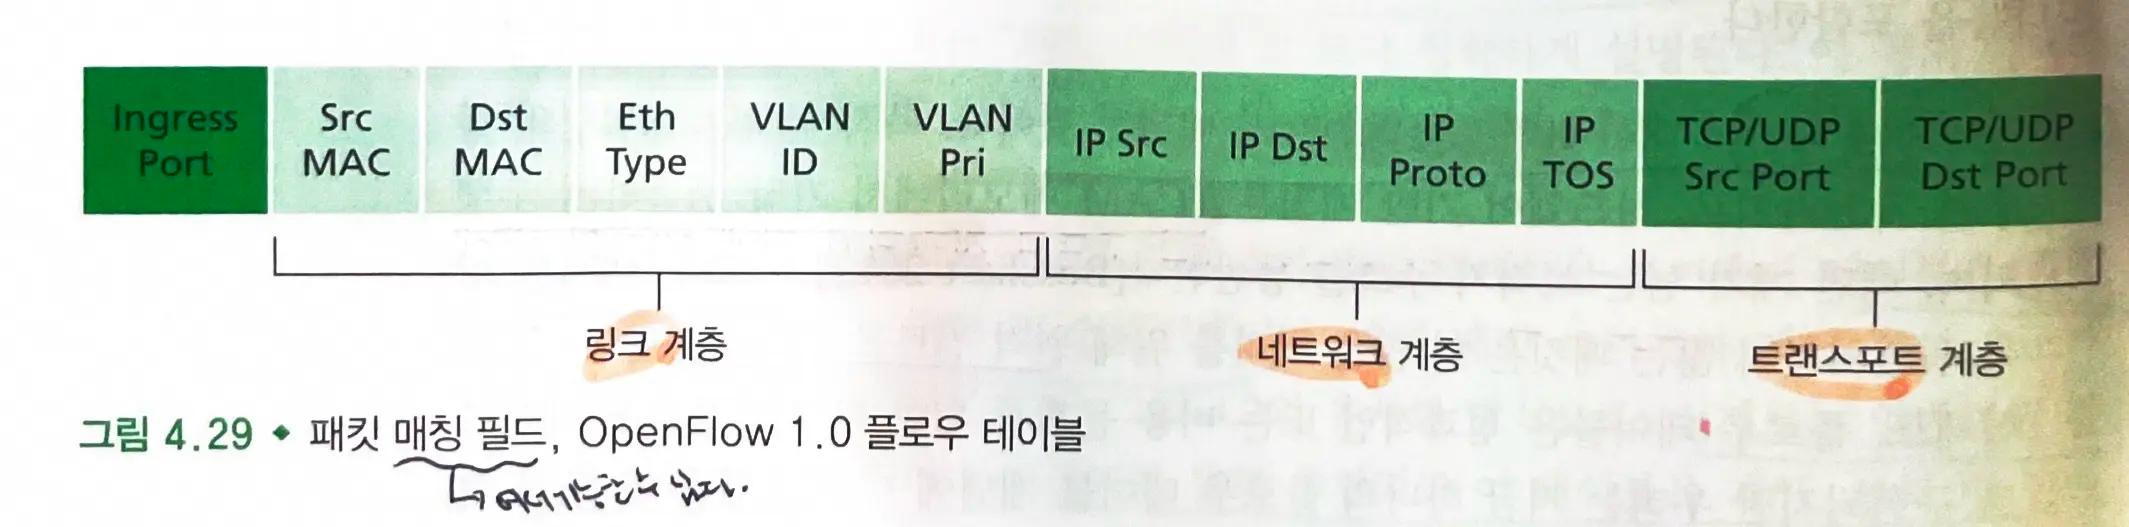 Ingress Port
Src MAC
Dst MAC
Eth Type
VLAN ID
VLAN Pri
IP Src
IP Dst
IP Proto
IP TOS
TCP/UDP Src Port
TCP/UDP Dst Port
링크 계층
네트워크 계층
트랜스포트 계층
그림 4.29 ◆ 패킷 매칭 필드, OpenFlow 1.0 플로우 테이블